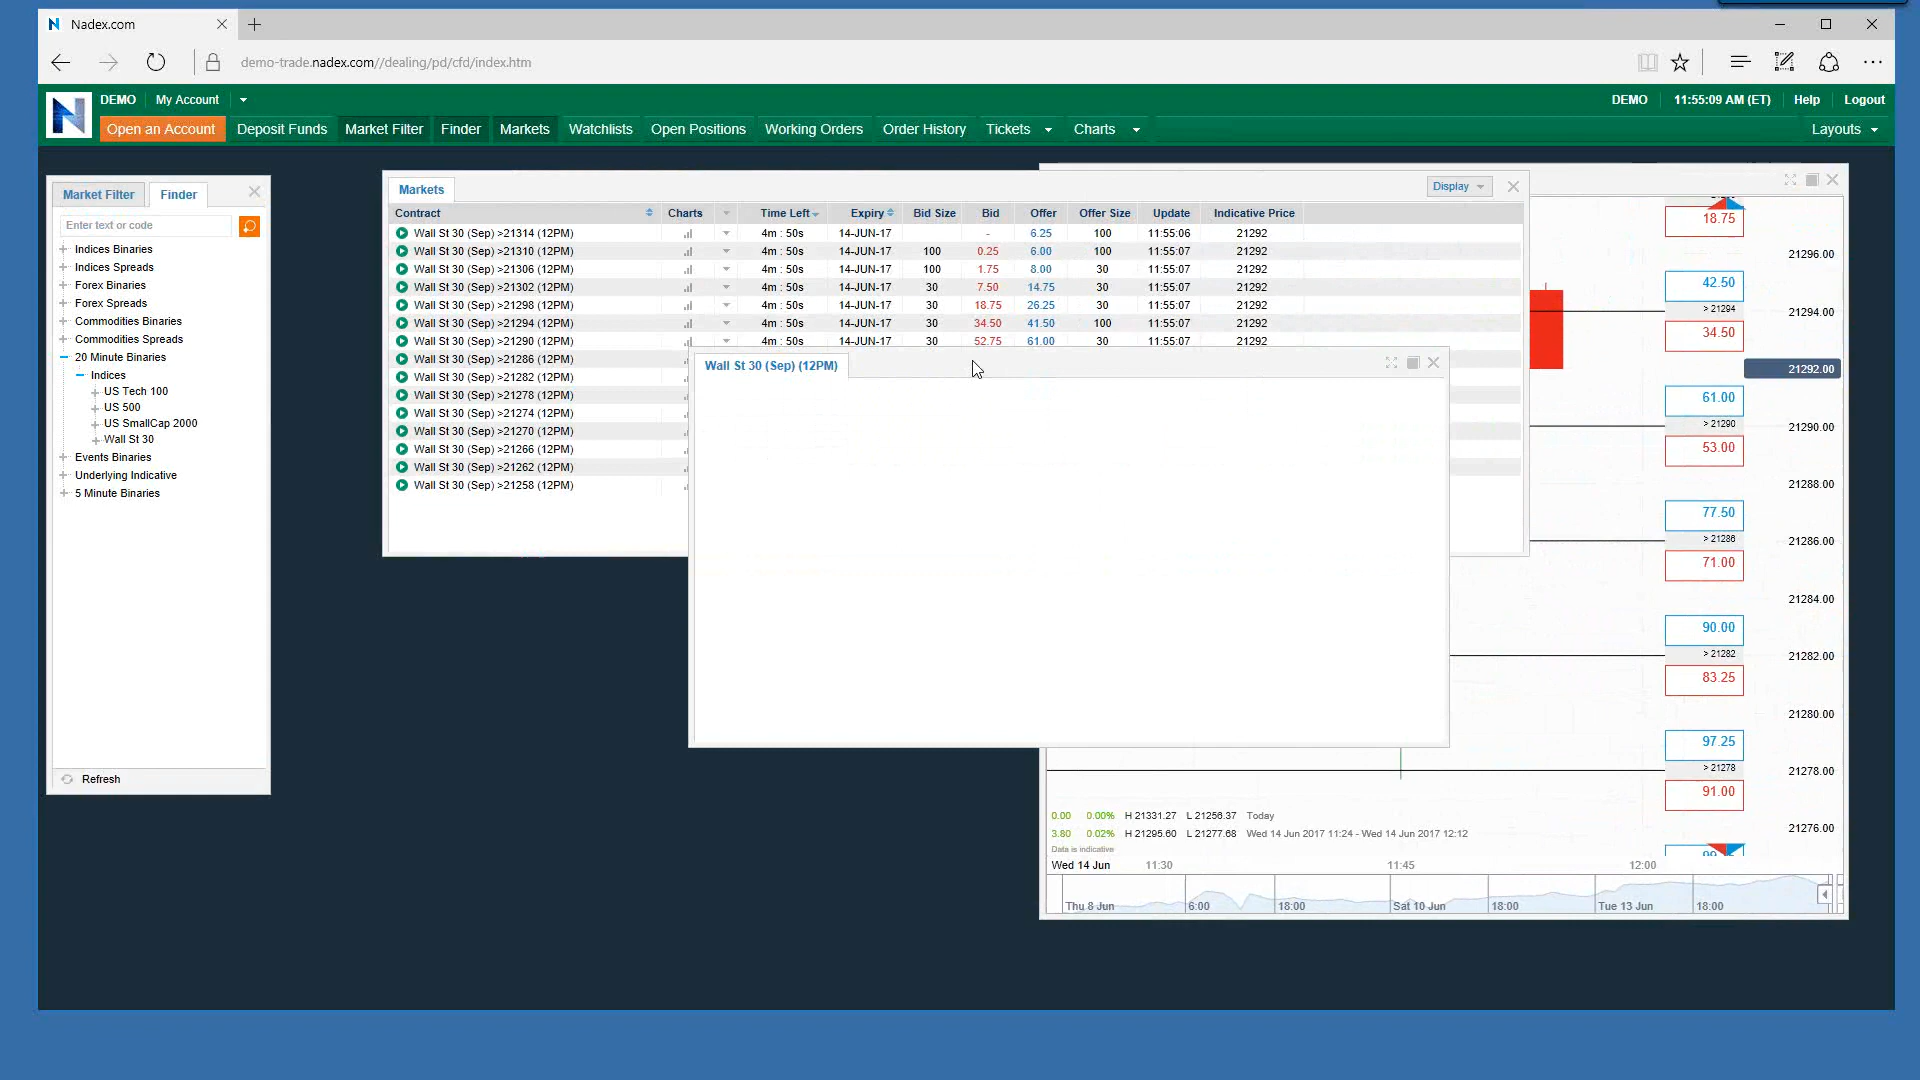 Nadex.com
demo-trade.nadex.com//dealing/pd/cfd/index.htm
DEMO My Account DEMO 11:55:09 AM (ET) Help Logout
Open an Account Deposit Funds Market Filter Finder Markets Watchlists Open Positions Working Orders Order History Tickets Charts Layouts
Market Filter Finder
Enter text or code
Indices Binaries
Indices Spreads
Forex Binaries
Forex Spreads
Commodities Binaries
Commodities Spreads
20 Minute Binaries
Indices
US Tech 100
US 500
US SmallCap 2000
Wall St 30
Events Binaries
Underlying Indicative
5 Minute Binaries
Refresh
Markets Display
Contract Charts Time Left Expiry Bid Size Bid Offer Offer Size Update Indicative Price
Wall St 30 (Sep) >21314 (12PM) 4m : 50s 14-JUN-17 - 6.25 100 11:55:06 21292
Wall St 30 (Sep) >21310 (12PM) 4m : 50s 14-JUN-17 100 0.25 6.00 100 11:55:07 21292
Wall St 30 (Sep) >21306 (12PM) 4m : 50s 14-JUN-17 100 1.75 8.00 30 11:55:07 21292
Wall St 30 (Sep) >21302 (12PM) 4m : 50s 14-JUN-17 30 7.50 14.75 30 11:55:07 21292
Wall St 30 (Sep) >21298 (12PM) 4m : 50s 14-JUN-17 30 18.75 26.25 30 11:55:07 21292
Wall St 30 (Sep) >21294 (12PM) 4m : 50s 14-JUN-17 30 34.50 41.50 100 11:55:07 21292
Wall St 30 (Sep) >21290 (12PM) 4m : 50s 14-JUN-17 30 52.75 61.00 30 11:55:07 21292
Wall St 30 (Sep) >21286 (12PM)
Wall St 30 (Sep) >21282 (12PM)
Wall St 30 (Sep) >21278 (12PM)
Wall St 30 (Sep) >21274 (12PM)
Wall St 30 (Sep) >21270 (12PM)
Wall St 30 (Sep) >21266 (12PM)
Wall St 30 (Sep) >21262 (12PM)
Wall St 30 (Sep) >21258 (12PM)
Wall St 30 (Sep) (12PM)
18.75
21296.00
42.50
> 21294
21294.00
34.50
21292.00
61.00
> 21290
21290.00
53.00
21288.00
77.50
> 21286
21286.00
71.00
21284.00
90.00
> 21282
21282.00
83.25
21280.00
97.25
> 21278
21278.00
91.00
21276.00
0.00 0.00% H 21331.27 L 21256.37 Today
3.80 0.02% H 21295.60 L 21277.68 Wed 14 Jun 2017 11:24 - Wed 14 Jun 2017 12:12
Data is indicative
Wed 14 Jun 11:30 11:45 12:00
Thu 8 Jun 6:00 18:00 Sat 10 Jun 18:00 Tue 13 Jun 18:00